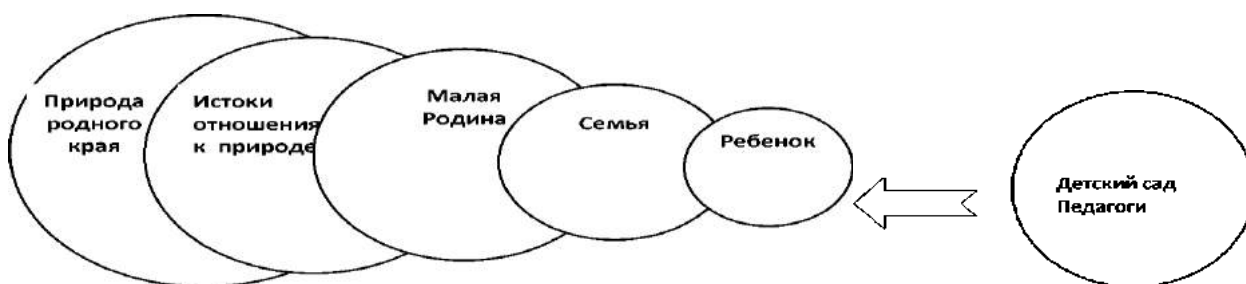 Природа
родного
края
Истоки
отношения
к природе
Малая
Родина
Семья
Ребенок
Детский сад
Педагоги